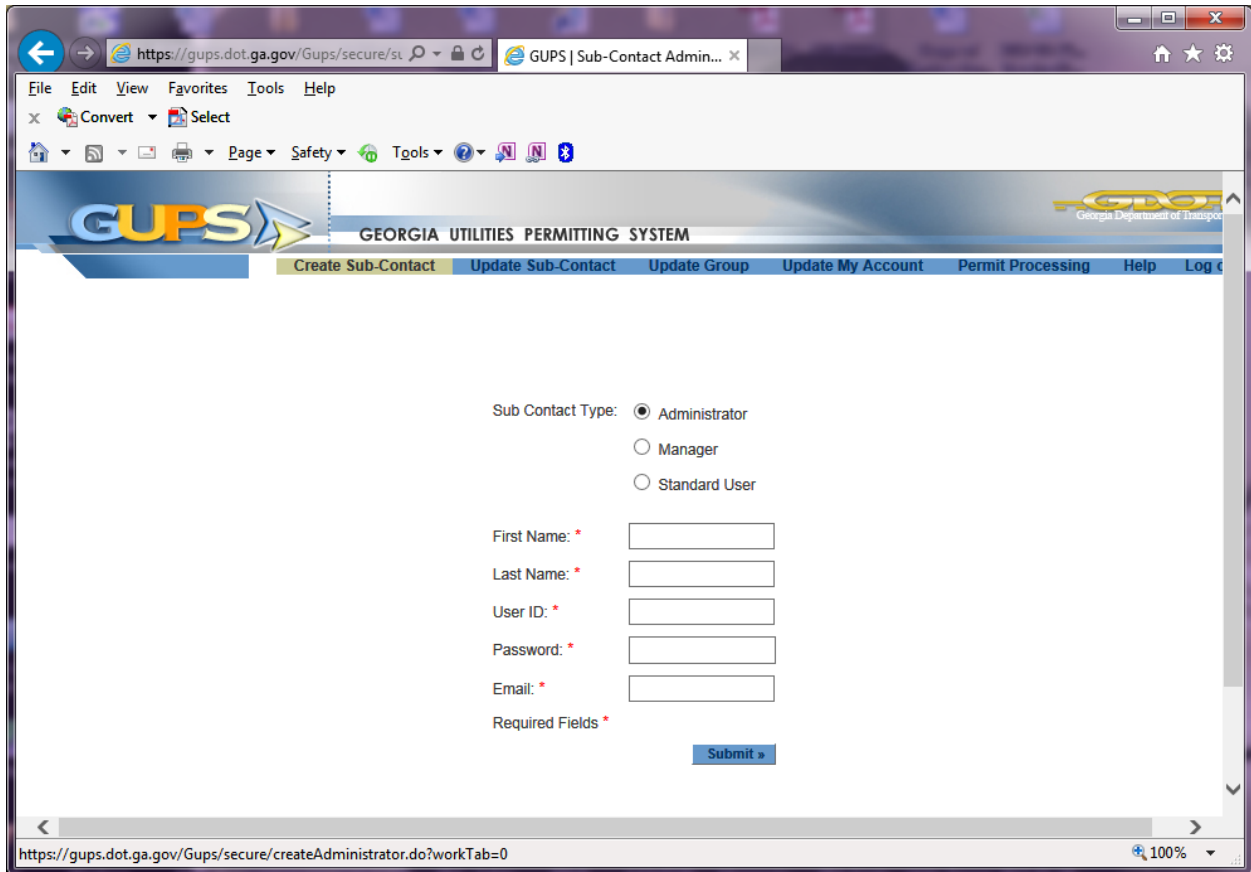 https://gups.dot.ga.gov/Gups/secure/su
GUPS | Sub-Contact Admin...
File Edit View Favorites Tools Help
Convert Select
Page Safety Tools
GUPS
GDOT
Georgia Department of Transpor
GEORGIA UTILITIES PERMITTING SYSTEM
Create Sub-Contact Update Sub-Contact Update Group Update My Account Permit Processing Help Log o
Sub Contact Type: Administrator
Manager
Standard User
First Name: *
Last Name: *
User ID: *
Password: *
Email: *
Required Fields *
Submit »
https://gups.dot.ga.gov/Gups/secure/createAdministrator.do?workTab=0
100%